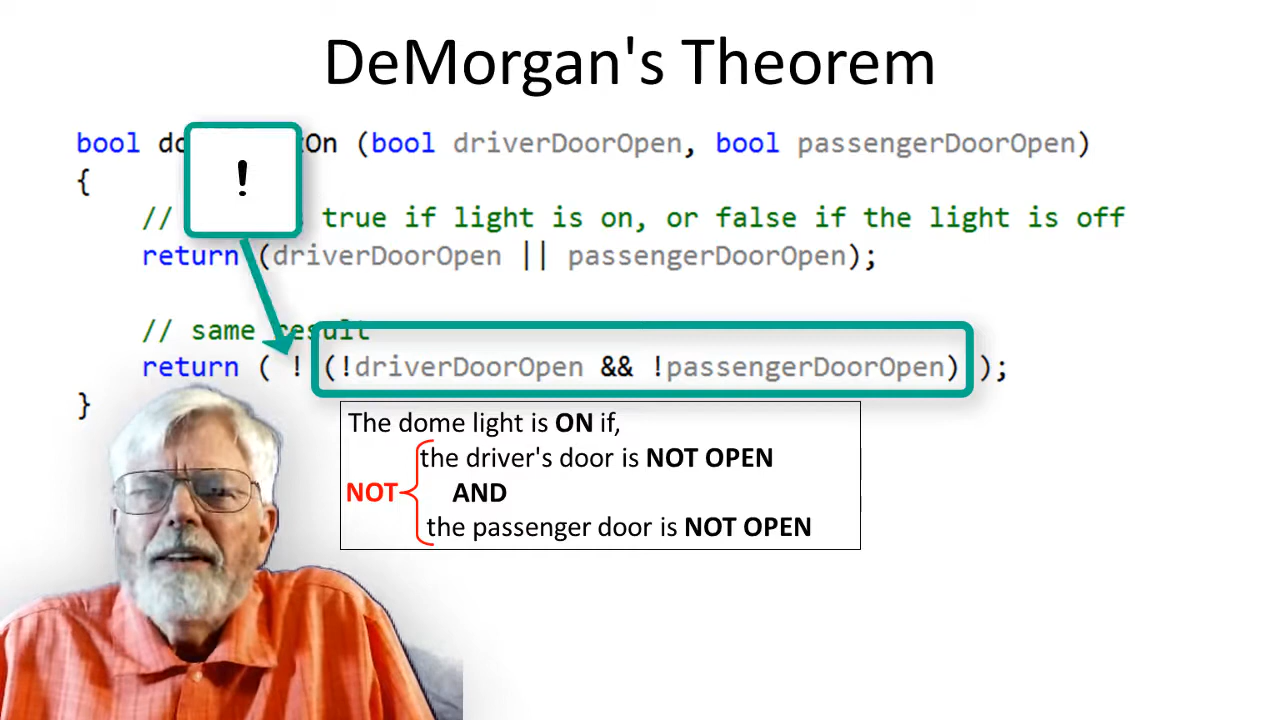 DeMorgan's Theorem
bool do tOn (bool driverDoorOpen, bool passengerDoorOpen)
!
{
// s true if light is on, or false if the light is off
return (driverDoorOpen || passengerDoorOpen);
// same result
return ( ! (!driverDoorOpen && !passengerDoorOpen) );
}
The dome light is ON if,
the driver's door is NOT OPEN
NOT AND
the passenger door is NOT OPEN